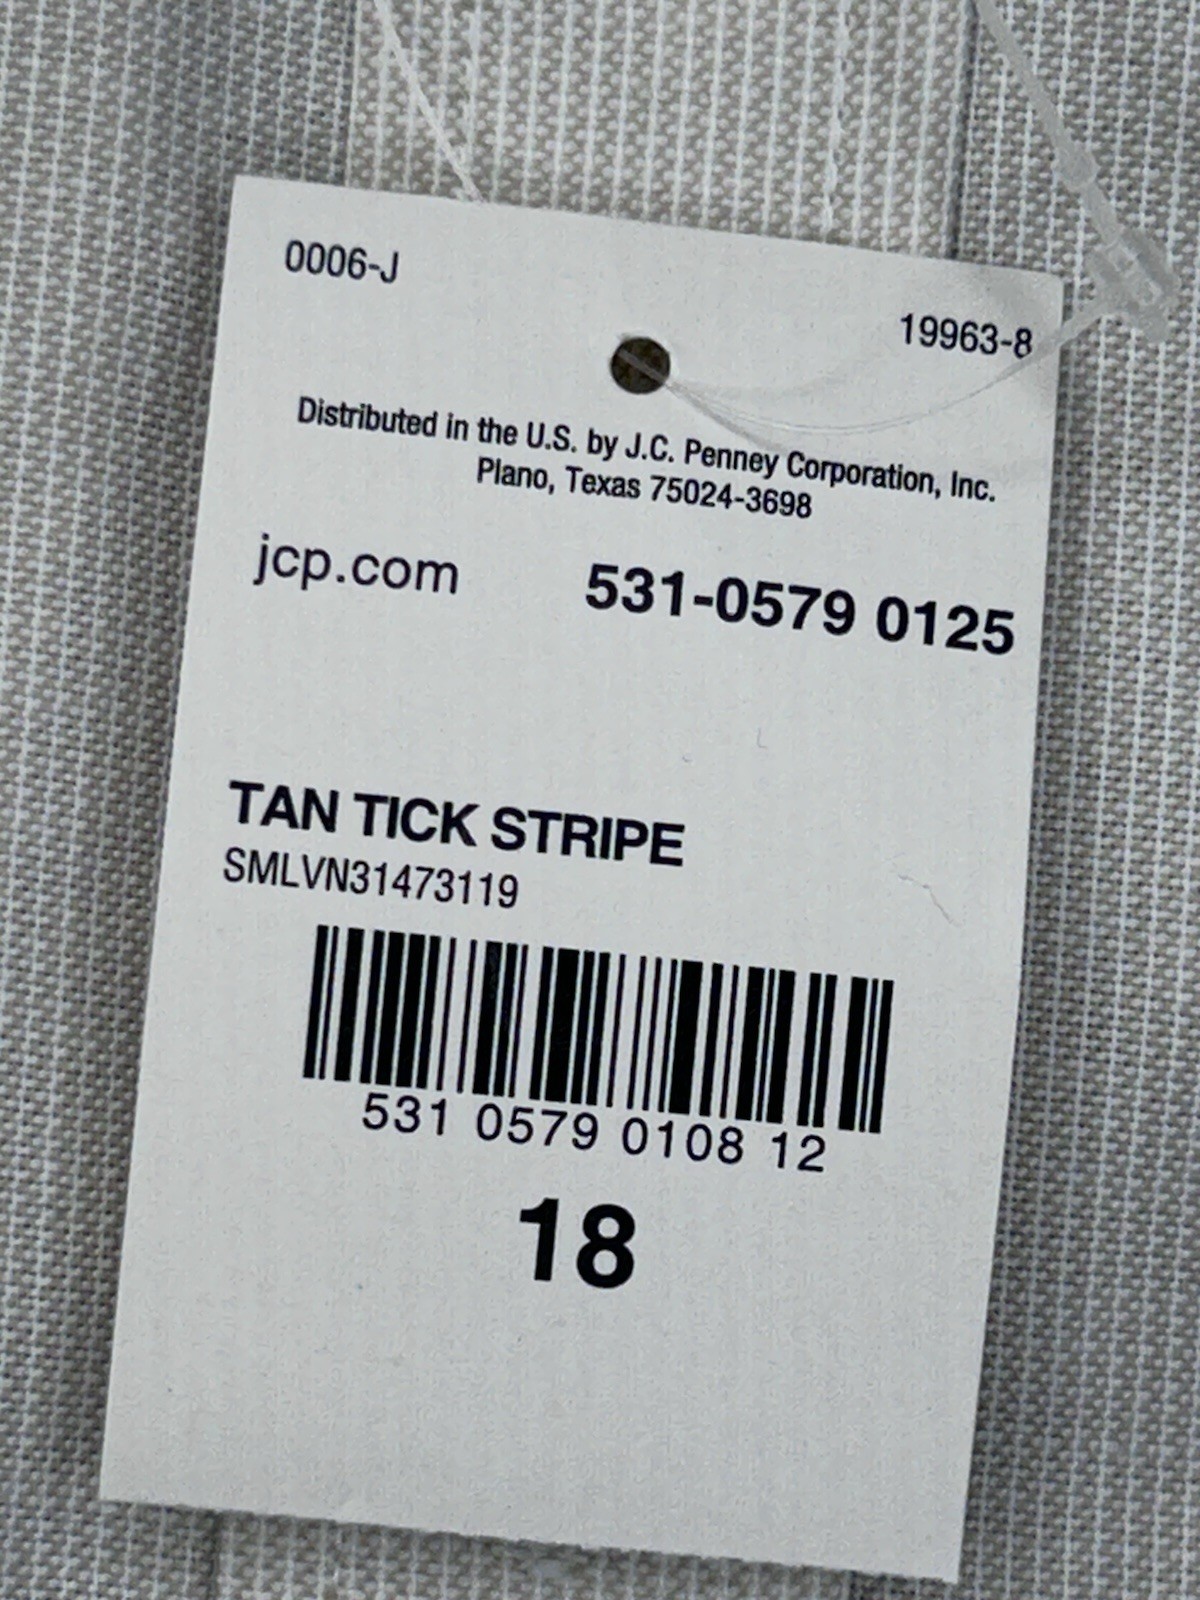 0006-J
19963-8
Distributed in the U.S. by J.C. Penney Corporation, Inc.
Plano, Texas 75024-3698
jcp.com 531-0579 0125
TAN TICK STRIPE
SMLVN31473119
531 0579 0108 12
18